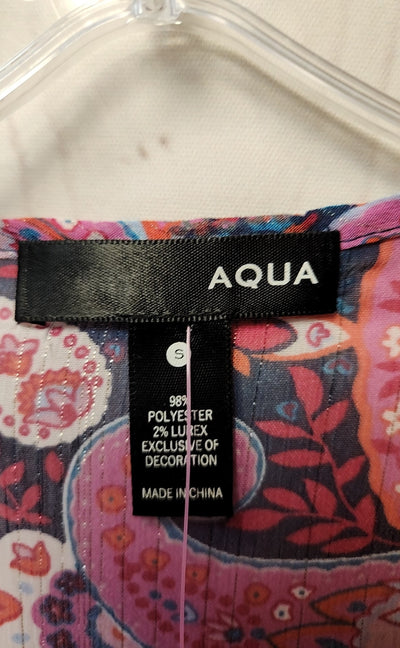 AQUA
S
98%
POLYESTER
2% LUREX
EXCLUSIVE OF
DECORATION
MADE IN CHINA